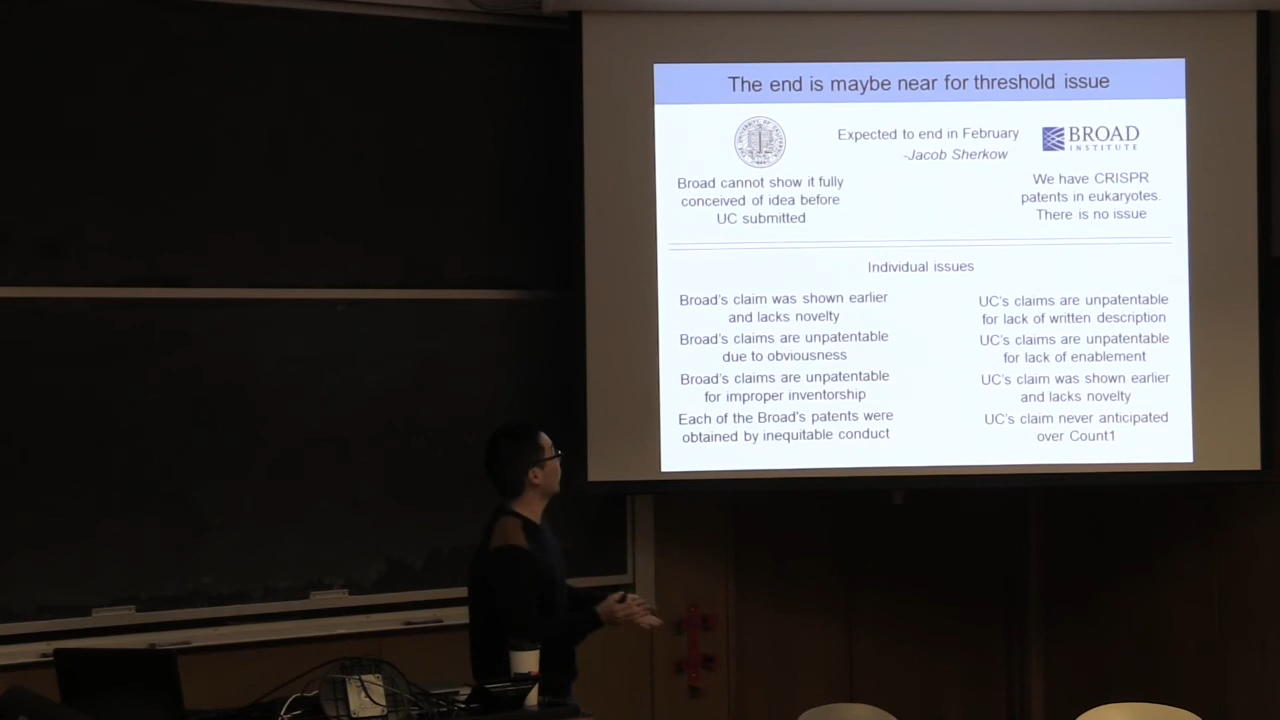 The end is maybe near for threshold issue
Expected to end in February
-Jacob Sherkow
BROAD
INSTITUTE
Broad cannot show it fully
conceived of idea before
UC submitted
We have CRISPR
patents in eukaryotes.
There is no issue
Individual issues
Broad's claim was shown earlier
and lacks novelty
Broad's claims are unpatentable
due to obviousness
Broad's claims are unpatentable
for improper inventorship
Each of the Broad's patents were
obtained by inequitable conduct
UC's claims are unpatentable
for lack of written description
UC's claims are unpatentable
for lack of enablement
UC's claim was shown earlier
and lacks novelty
UC's claim never anticipated
over Count1